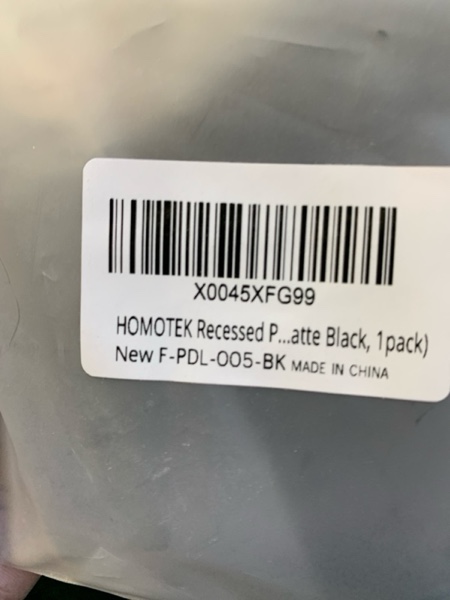 X0045XFG99
HOMOTEK Recessed P...atte Black, 1pack)
New F-PDL-005-BK MADE IN CHINA